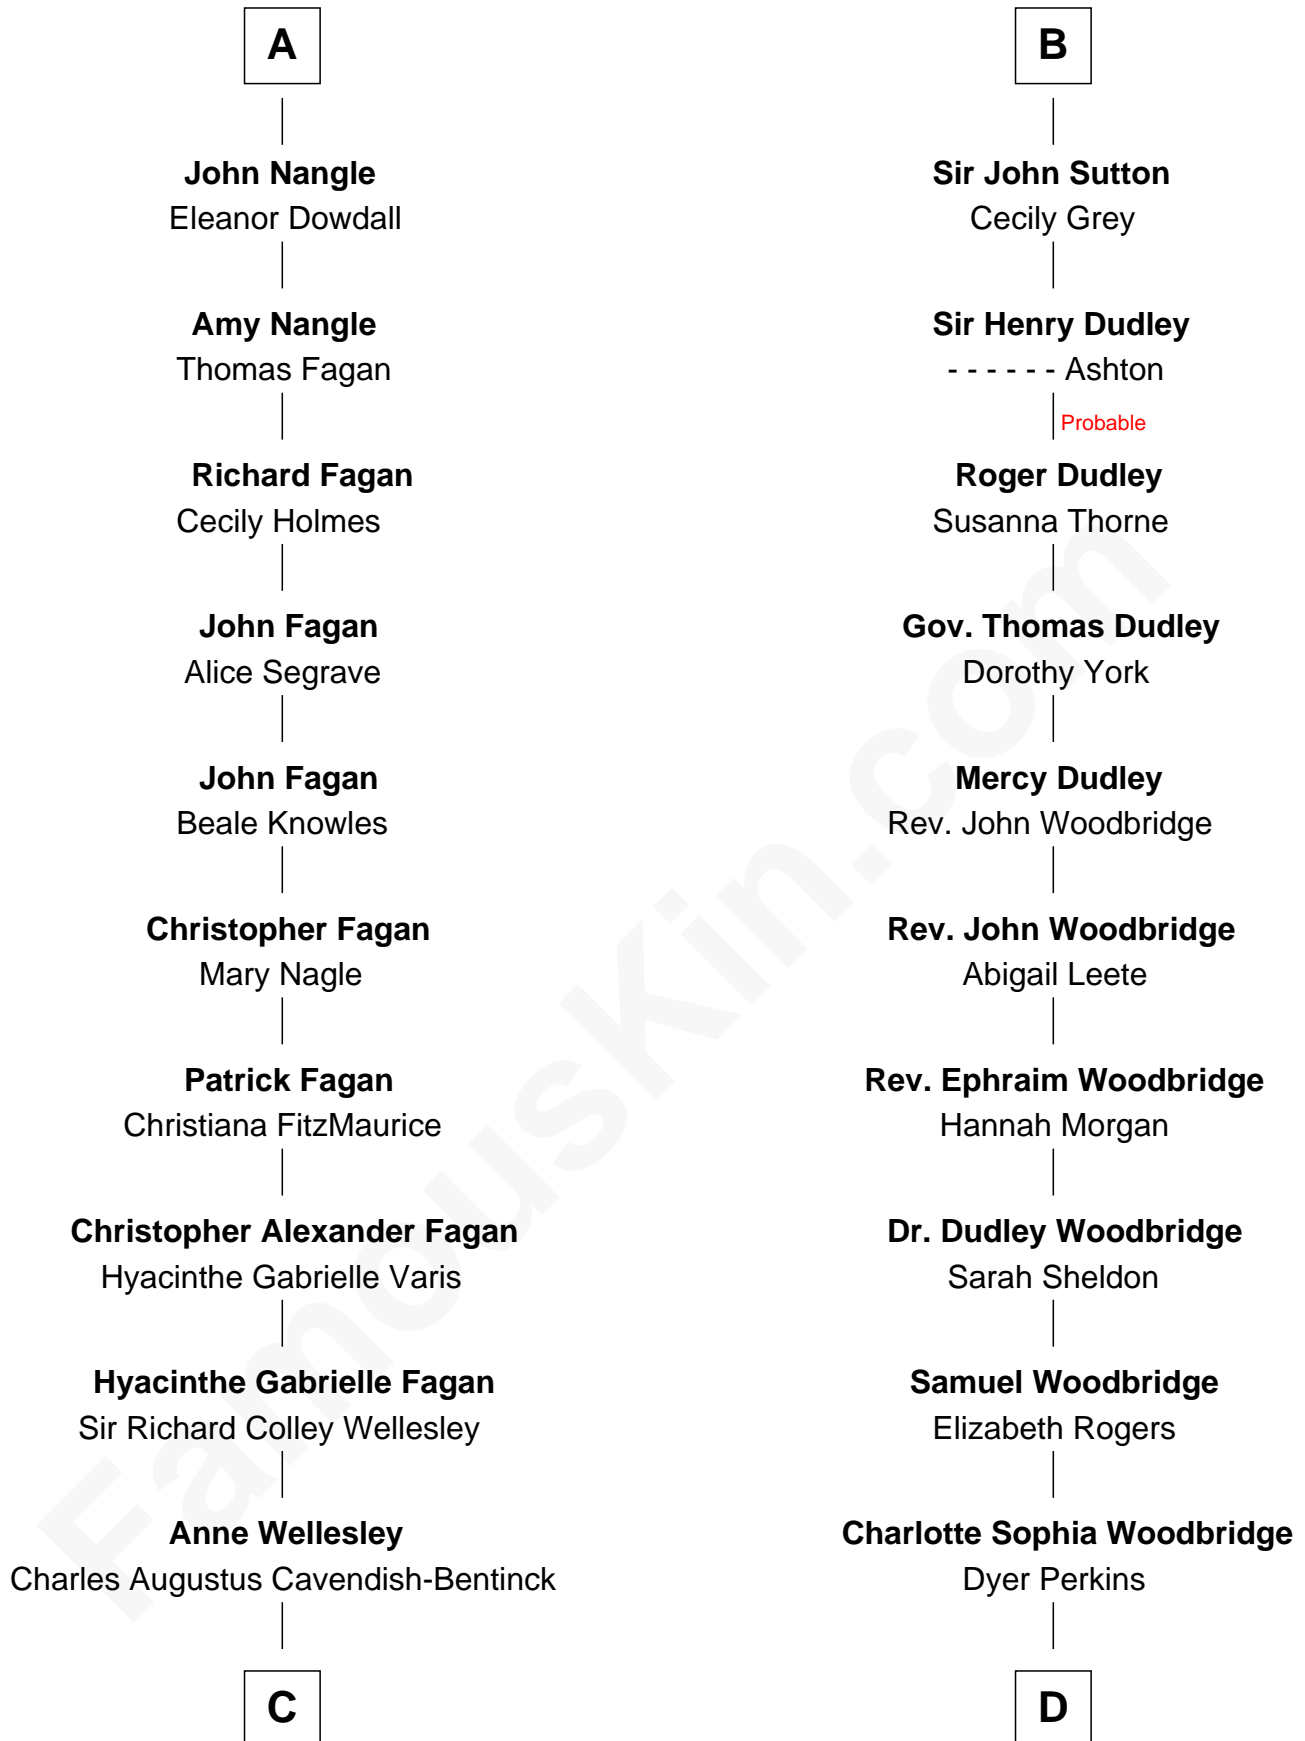 A
John Nangle
Eleanor Dowdall
Amy Nangle
Thomas Fagan
Richard Fagan
Cecily Holmes
John Fagan
Alice Segrave
John Fagan
Beale Knowles
Christopher Fagan
Mary Nagle
Patrick Fagan
Christiana FitzMaurice
Christopher Alexander Fagan
Hyacinthe Gabrielle Varis
Hyacinthe Gabrielle Fagan
Sir Richard Colley Wellesley
Anne Wellesley
Charles Augustus Cavendish-Bentinck
C
B
Sir John Sutton
Cecily Grey
Sir Henry Dudley
- - - - - - Ashton
Probable
Roger Dudley
Susanna Thorne
Gov. Thomas Dudley
Dorothy York
Mercy Dudley
Rev. John Woodbridge
Rev. John Woodbridge
Abigail Leete
Rev. Ephraim Woodbridge
Hannah Morgan
Dr. Dudley Woodbridge
Sarah Sheldon
Samuel Woodbridge
Elizabeth Rogers
Charlotte Sophia Woodbridge
Dyer Perkins
D
FamousKin.com